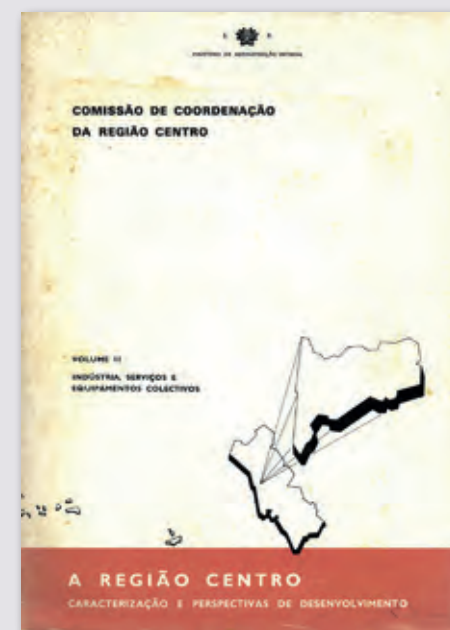 COMISSÃO DE COORDENAÇÃO
DA REGIÃO CENTRO
VOLUME II
INDÚSTRIA, SERVIÇOS E
EQUIPAMENTOS COLECTIVOS
A REGIÃO CENTRO
CARACTERIZAÇÃO E PERSPECTIVAS DE DESENVOLVIMENTO